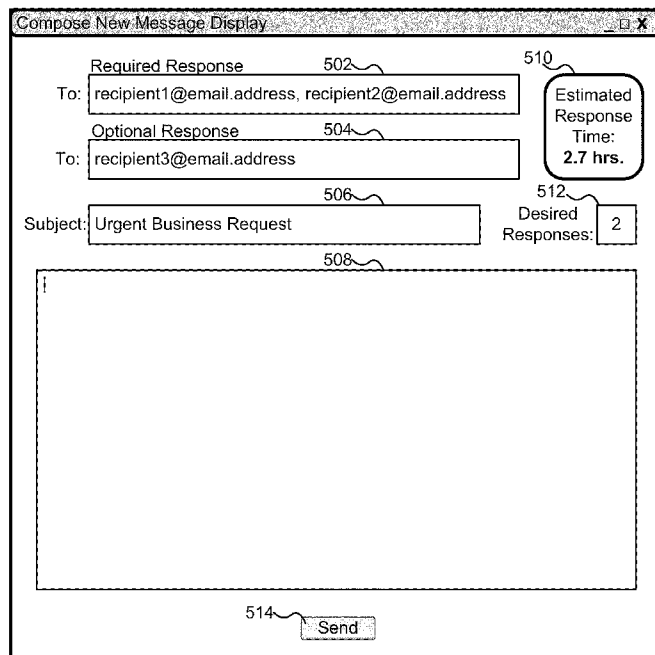 Compose New Message Display _ □ X
Required Response 502
To: recipient1@email.address, recipient2@email.address
510
Estimated
Response
Time:
2.7 hrs.
Optional Response 504
To: recipient3@email.address
506
Subject: Urgent Business Request
512
Desired
Responses: 2
508
514 Send